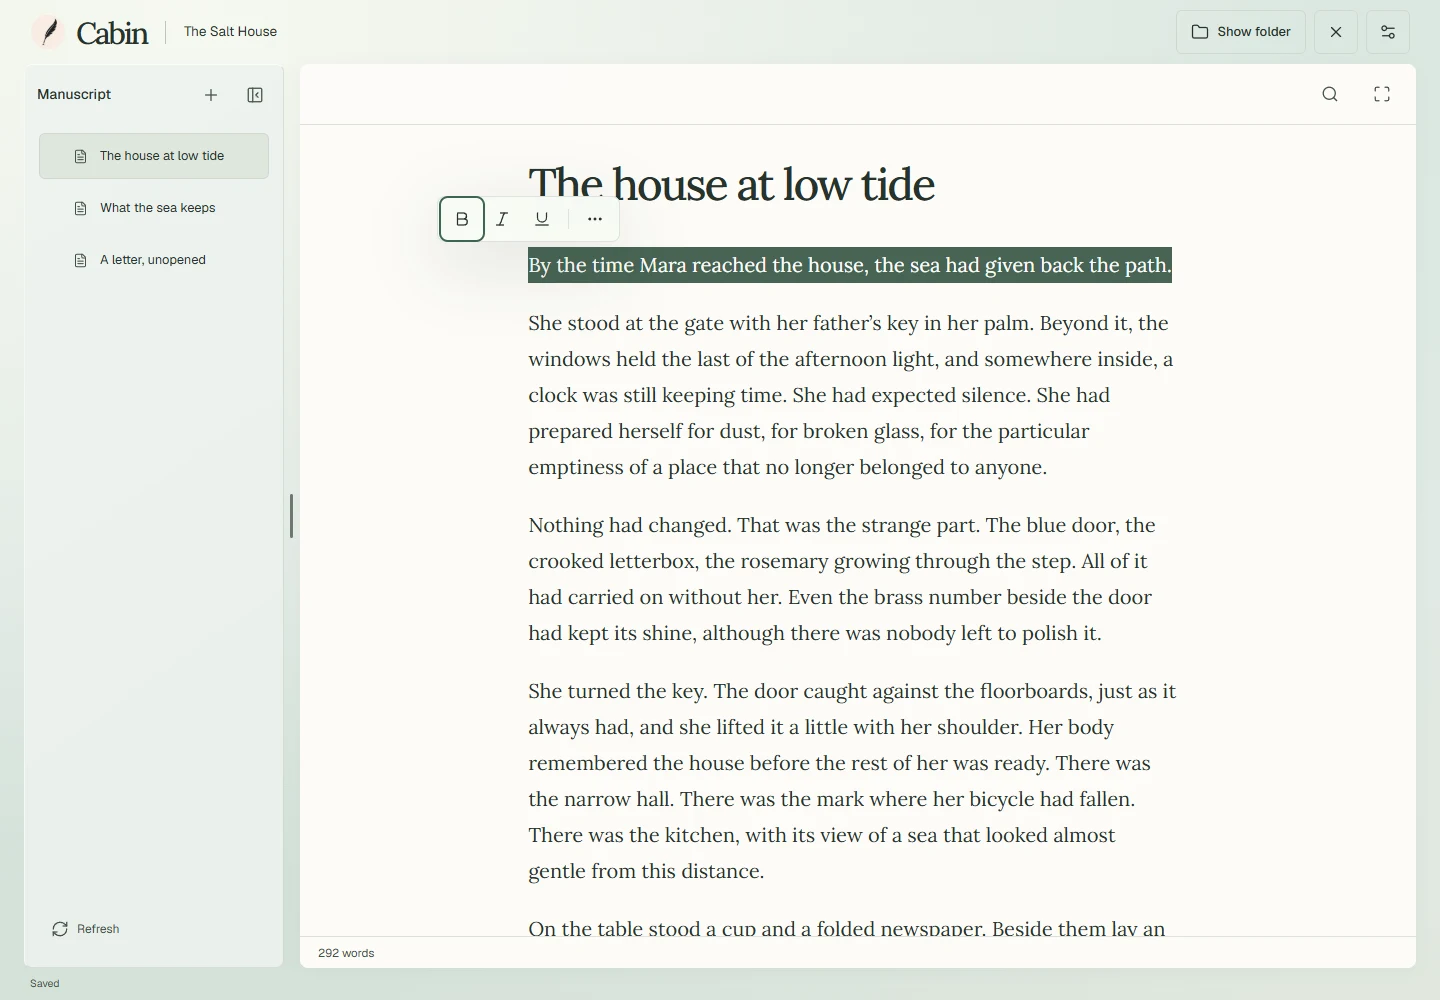 Cabin
The Salt House
Show folder
Manuscript
The house at low tide
What the sea keeps
A letter, unopened
Refresh
Saved
The house at low tide
B I U
By the time Mara reached the house, the sea had given back the path.
She stood at the gate with her father’s key in her palm. Beyond it, the
windows held the last of the afternoon light, and somewhere inside, a
clock was still keeping time. She had expected silence. She had
prepared herself for dust, for broken glass, for the particular
emptiness of a place that no longer belonged to anyone.
Nothing had changed. That was the strange part. The blue door, the
crooked letterbox, the rosemary growing through the step. All of it
had carried on without her. Even the brass number beside the door
had kept its shine, although there was nobody left to polish it.
She turned the key. The door caught against the floorboards, just as it
always had, and she lifted it a little with her shoulder. Her body
remembered the house before the rest of her was ready. There was
the narrow hall. There was the mark where her bicycle had fallen.
There was the kitchen, with its view of a sea that looked almost
gentle from this distance.
On the table stood a cup and a folded newspaper. Beside them lay an
292 words